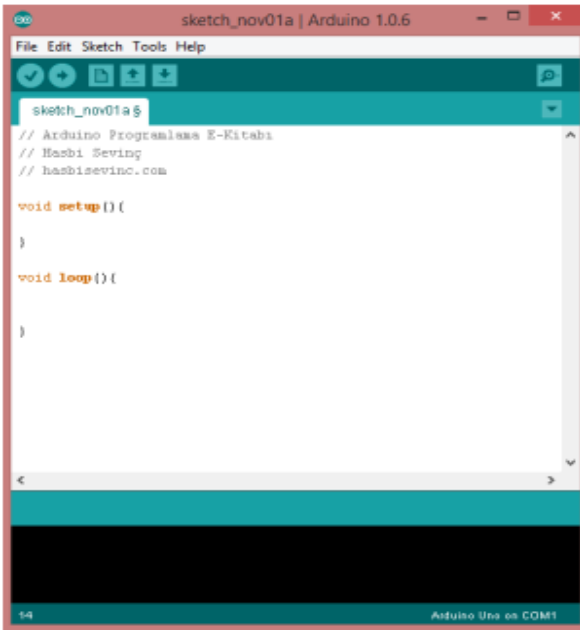 sketch_nov01a | Arduino 1.0.6
File Edit Sketch Tools Help
sketch_nov01a §
// Arduino Programlama E-Kitabı
// Hasbi Sevinç
// hasbisevinc.com
void setup(){
}
void loop(){
}
14
Arduino Uno on COM1